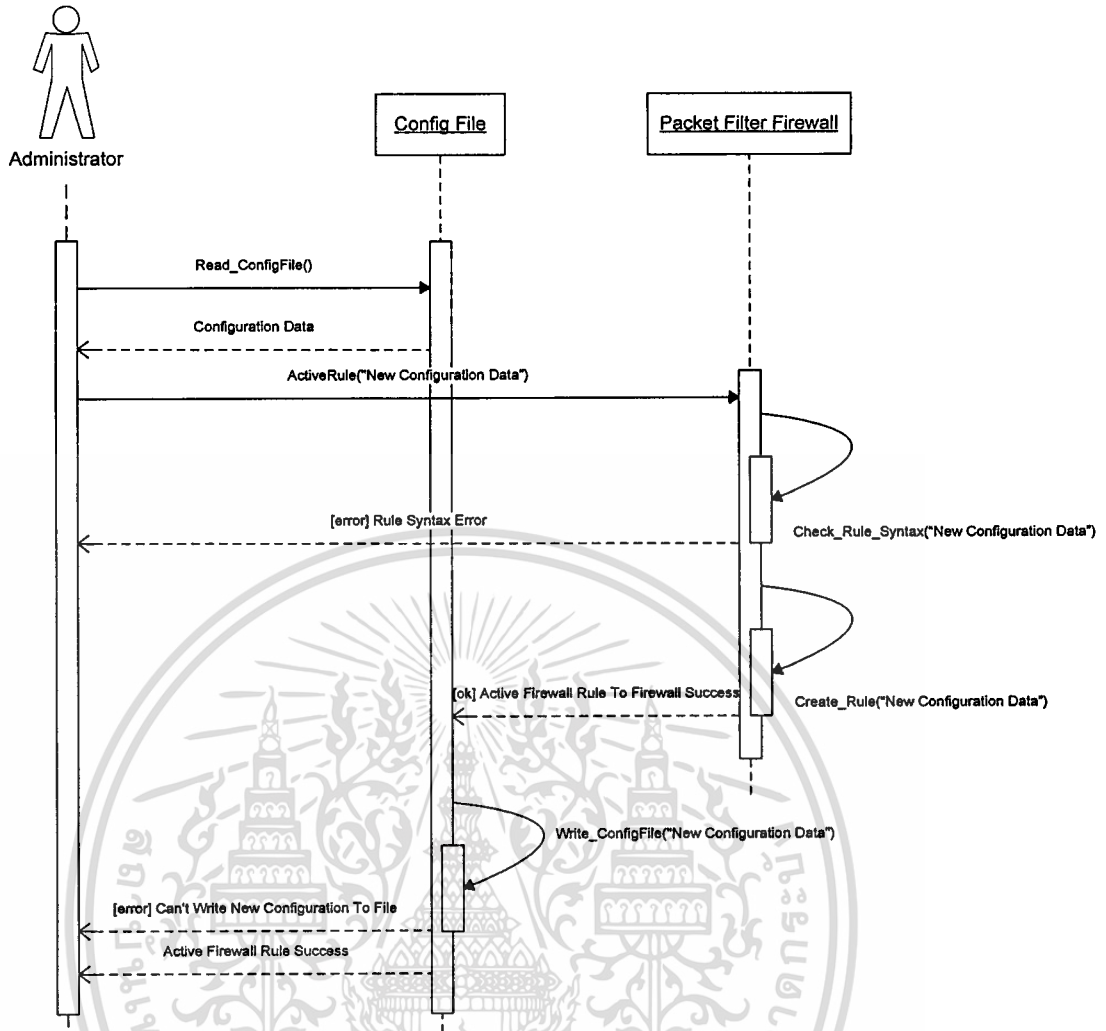 Administrator
Config File
Packet Filter Firewall
Read_ConfigFile()
Configuration Data
ActiveRule("New Configuration Data")
[error] Rule Syntax Error
Check_Rule_Syntax("New Configuration Data")
[ok] Active Firewall Rule To Firewall Success
Create_Rule("New Configuration Data")
Write_ConfigFile("New Configuration Data")
[error] Can't Write New Configuration To File
Active Firewall Rule Success